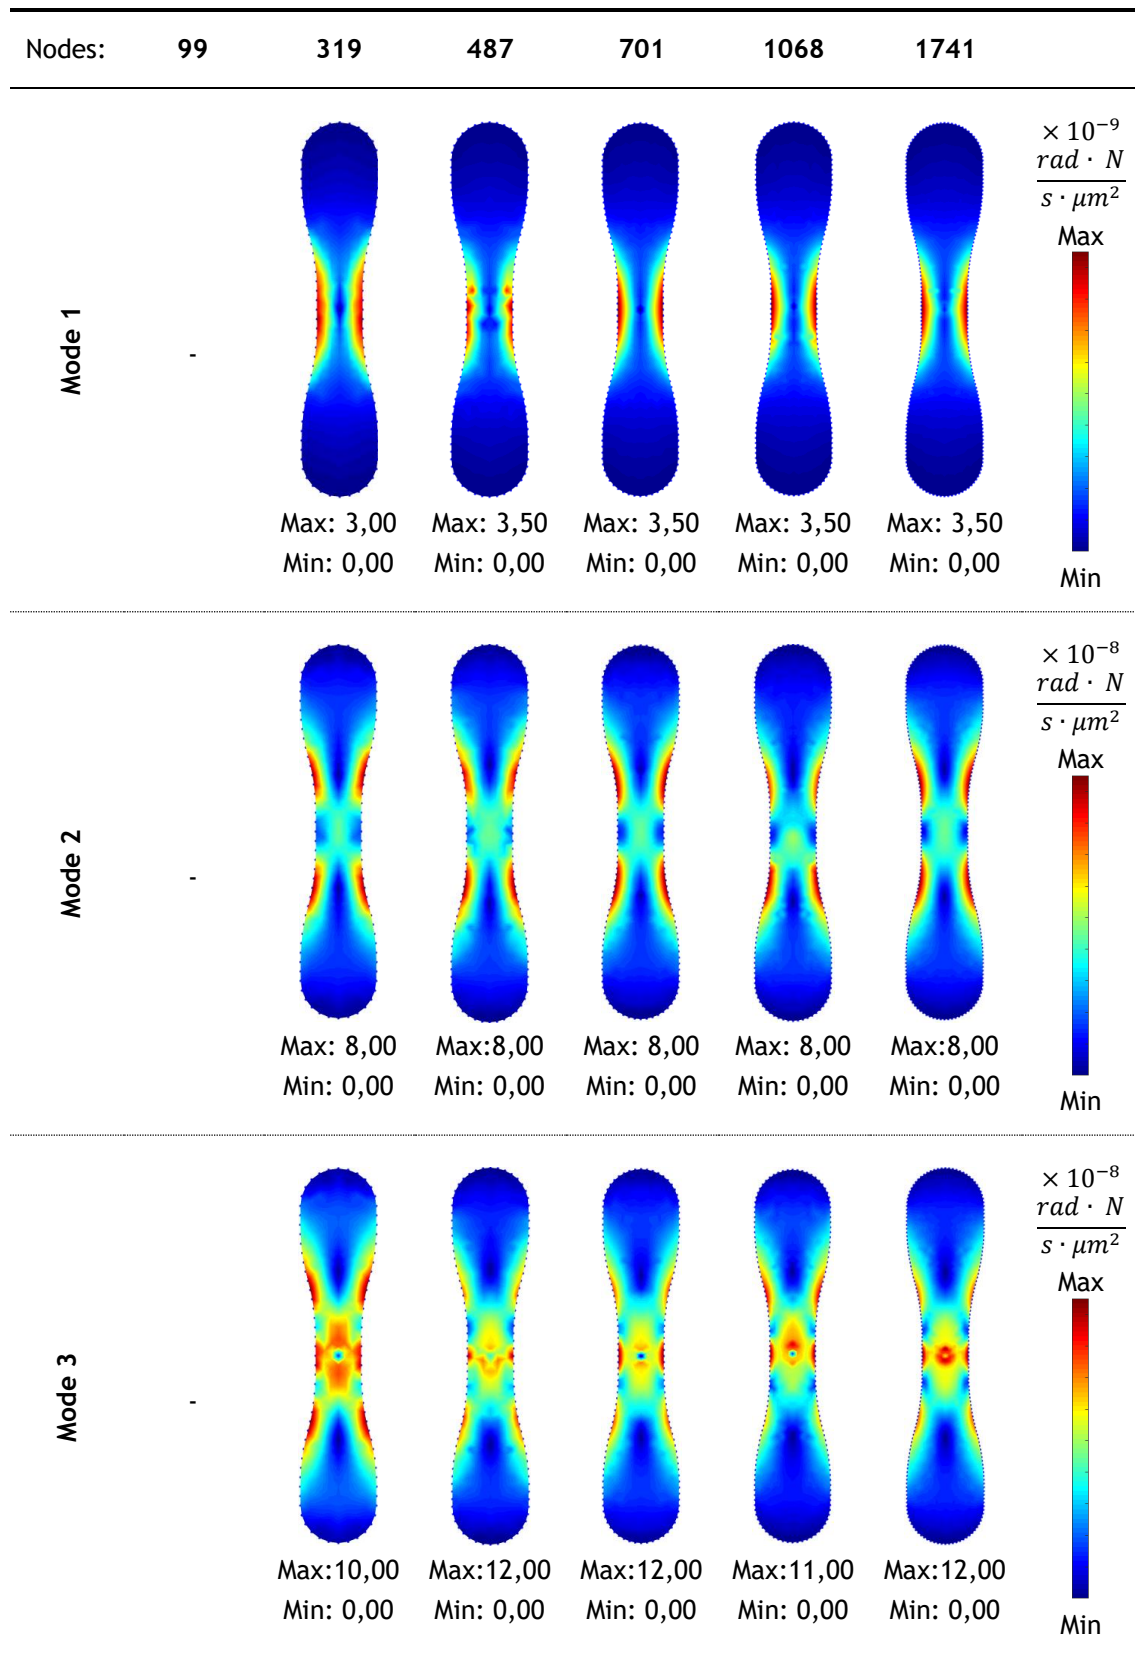 Nodes: 99 319 487 701 1068 1741
× 10⁻⁹
rad · N
s · μm²
Max
Mode 1
-
Min
Max: 3,00 Max: 3,50 Max: 3,50 Max: 3,50 Max: 3,50
Min: 0,00 Min: 0,00 Min: 0,00 Min: 0,00 Min: 0,00
× 10⁻⁸
rad · N
s · μm²
Max
Mode 2
-
Min
Max: 8,00 Max:8,00 Max: 8,00 Max: 8,00 Max:8,00
Min: 0,00 Min: 0,00 Min: 0,00 Min: 0,00 Min: 0,00
× 10⁻⁸
rad · N
s · μm²
Max
Mode 3
-
Min
Max:10,00 Max:12,00 Max:12,00 Max:11,00 Max:12,00
Min: 0,00 Min: 0,00 Min: 0,00 Min: 0,00 Min: 0,00